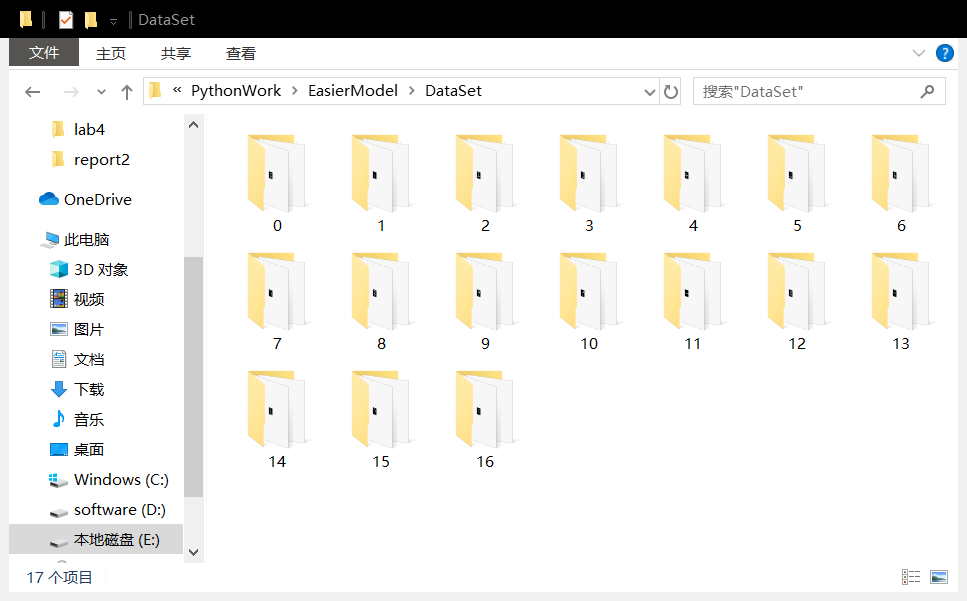 DataSet
文件 主页 共享 查看
« PythonWork > EasierModel > DataSet 搜索"DataSet"
lab4
report2
OneDrive
此电脑
3D 对象
视频
图片
文档
下载
音乐
桌面
Windows (C:)
software (D:)
本地磁盘 (E:)
0 1 2 3 4 5 6
7 8 9 10 11 12 13
14 15 16
17 个项目